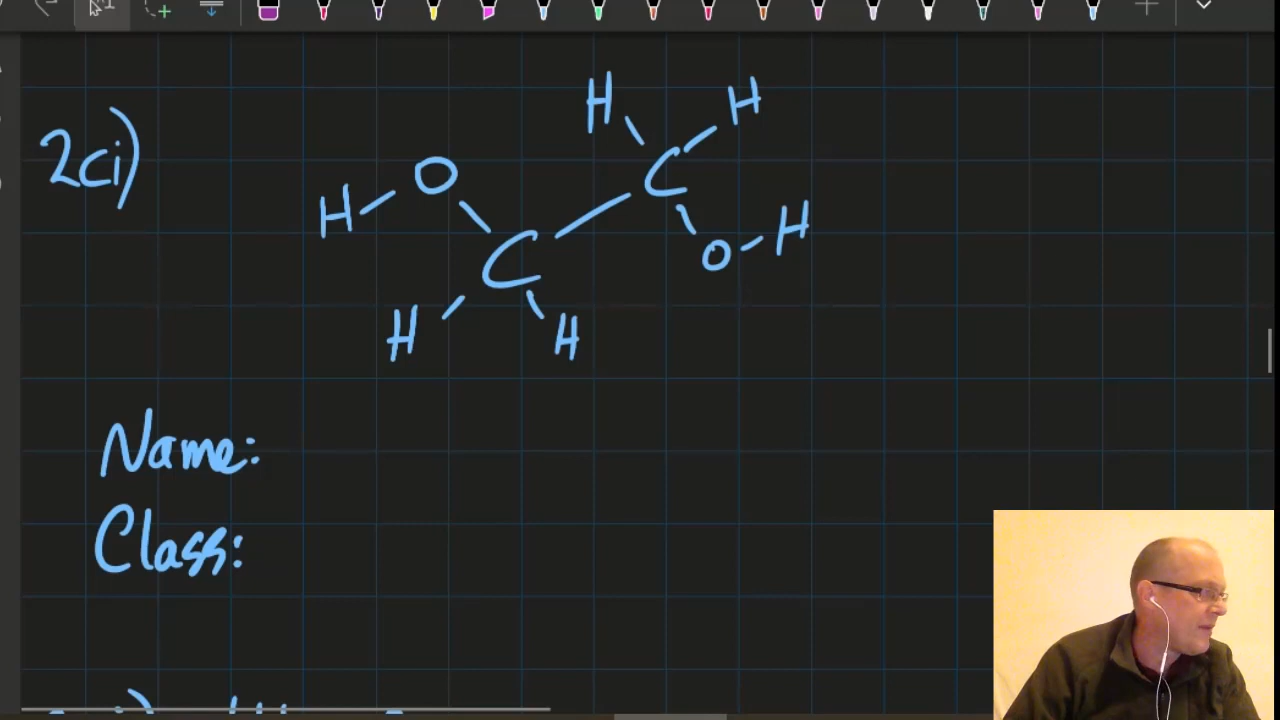 2ci)
H H
H - O C
C O - H
H H
Name:
Class: